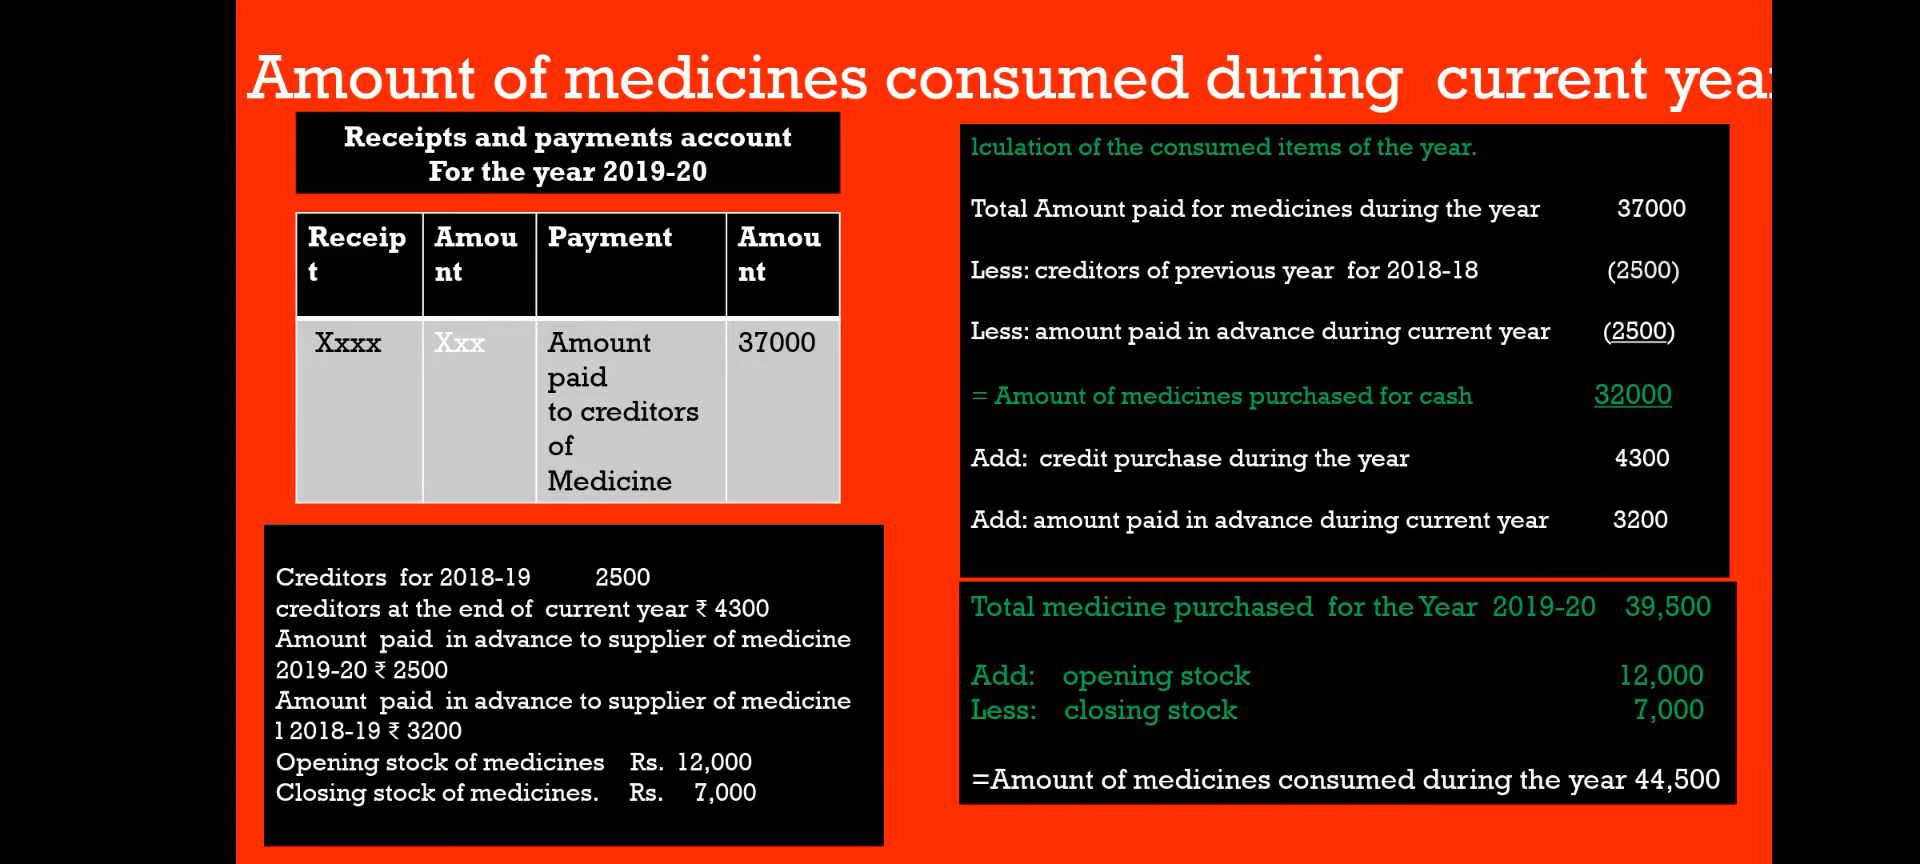 Amount of medicines consumed during current year
Receipts and payments account
For the year 2019-20
Receip
t
Amou
nt
Payment
Amou
nt
Xxxx
Xxx
Amount
paid
to creditors
of
Medicine
37000
Creditors for 2018-19 2500
creditors at the end of current year ₹ 4300
Amount paid in advance to supplier of medicine
2019-20 ₹ 2500
Amount paid in advance to supplier of medicine
l 2018-19 ₹ 3200
Opening stock of medicines Rs. 12,000
Closing stock of medicines. Rs. 7,000
lculation of the consumed items of the year.
Total Amount paid for medicines during the year 37000
Less: creditors of previous year for 2018-18 (2500)
Less: amount paid in advance during current year (2500)
= Amount of medicines purchased for cash 32000
Add: credit purchase during the year 4300
Add: amount paid in advance during current year 3200
Total medicine purchased for the Year 2019-20 39,500
Add: opening stock 12,000
Less: closing stock 7,000
=Amount of medicines consumed during the year 44,500